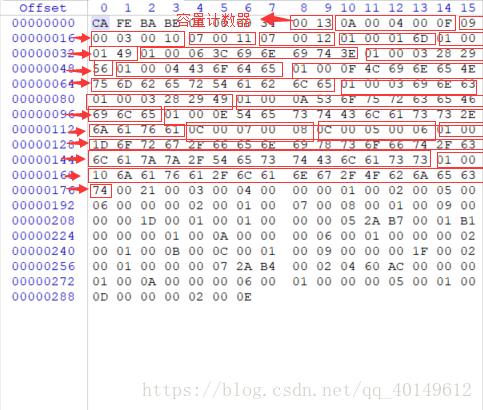 Offset 0 1 2 3 4 5 6 7 8 9 10 11 12 13 14 15
容量计数器
00000000 CA FE BA BE 00 00 00 34 00 13 0A 00 04 00 0F 09
00000016 00 03 00 10 07 00 11 07 00 12 01 00 01 6D 01 00
00000032 01 49 01 00 06 3C 69 6E 69 74 3E 01 00 03 28 29
00000048 56 01 00 04 43 6F 64 65 01 00 0F 4C 69 6E 65 4E
00000064 75 6D 62 65 72 54 61 62 6C 65 01 00 03 69 6E 63
00000080 01 00 03 28 29 49 01 00 0A 53 6F 75 72 63 65 46
00000096 69 6C 65 01 00 0E 54 65 73 74 43 6C 61 73 73 2E
00000112 6A 61 76 61 0C 00 07 00 08 0C 00 05 00 06 01 00
00000128 1D 6F 72 67 2F 66 65 6E 69 78 73 6F 66 74 2F 63
00000144 6C 61 7A 7A 2F 54 65 73 74 43 6C 61 73 73 01 00
00000160 10 6A 61 76 61 2F 6C 61 6E 67 2F 4F 62 6A 65 63
00000176 74 00 21 00 03 00 04 00 00 00 01 00 02 00 05 00
00000192 06 00 00 00 02 00 01 00 07 00 08 00 01 00 09 00
00000208 00 00 1D 00 01 00 01 00 00 00 05 2A B7 00 01 B1
00000224 00 00 00 01 00 0A 00 00 00 06 00 01 00 00 00 02
00000240 00 01 00 0B 00 0C 00 01 00 09 00 00 00 1F 00 02
00000256 00 01 00 00 00 07 2A B4 00 02 04 60 AC 00 00 00
00000272 01 00 0A 00 00 00 06 00 01 00 00 00 05 00 01 00
00000288 0D 00 00 00 02 00 0E
https://blog.csdn.net/qq_40149612